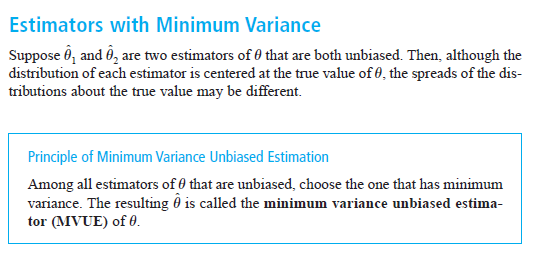 Estimators with Minimum Variance
Suppose θ̂₁ and θ̂₂ are two estimators of θ that are both unbiased. Then, although the
distribution of each estimator is centered at the true value of θ, the spreads of the dis-
tributions about the true value may be different.
Principle of Minimum Variance Unbiased Estimation
Among all estimators of θ that are unbiased, choose the one that has minimum
variance. The resulting θ̂ is called the minimum variance unbiased estima-
tor (MVUE) of θ.